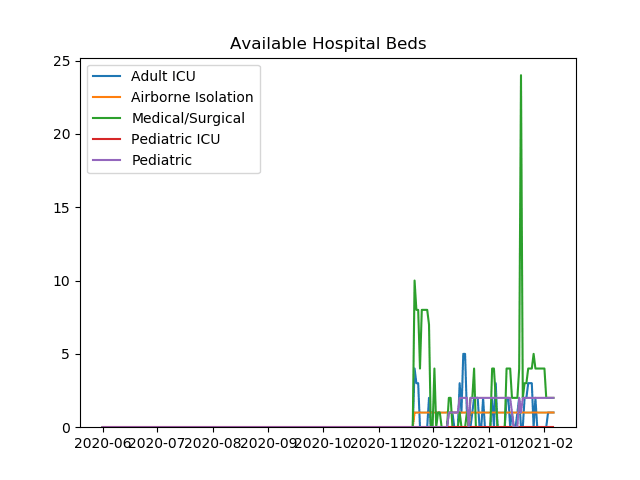 Available Hospital Beds
25
20
15
10
5
0
Adult ICU
Airborne Isolation
Medical/Surgical
Pediatric ICU
Pediatric
2020-06 2020-07 2020-08 2020-09 2020-10 2020-11 2020-12 2021-01 2021-02